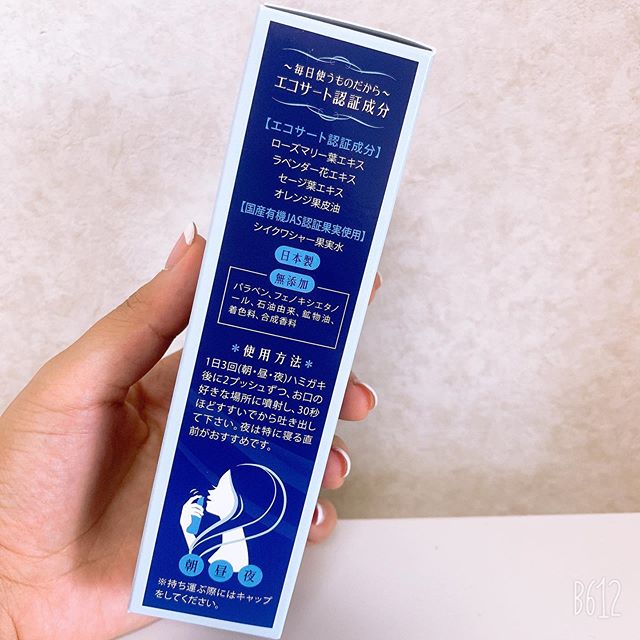 〜毎日使うものだから〜
エコサート認証成分
【エコサート認証成分】
ローズマリー葉エキス
ラベンダー花エキス
セージ葉エキス
オレンジ果皮油
【国産有機JAS認証果実使用】
シイクワシャー果実水
日本製
無添加
パラベン、フェノキシエタノ
ール、石油由来、鉱物油、
着色料、合成香料
＊使用方法＊
1日3回(朝・昼・夜)ハミガキ
後に2プッシュずつ、お口の
好きな場所に噴射し、30秒
ほどすすいでから吐き出し
て下さい。夜は特に寝る直
前がおすすめです。
朝 昼 夜
※持ち運ぶ際にはキャップ
をしてください。
B612